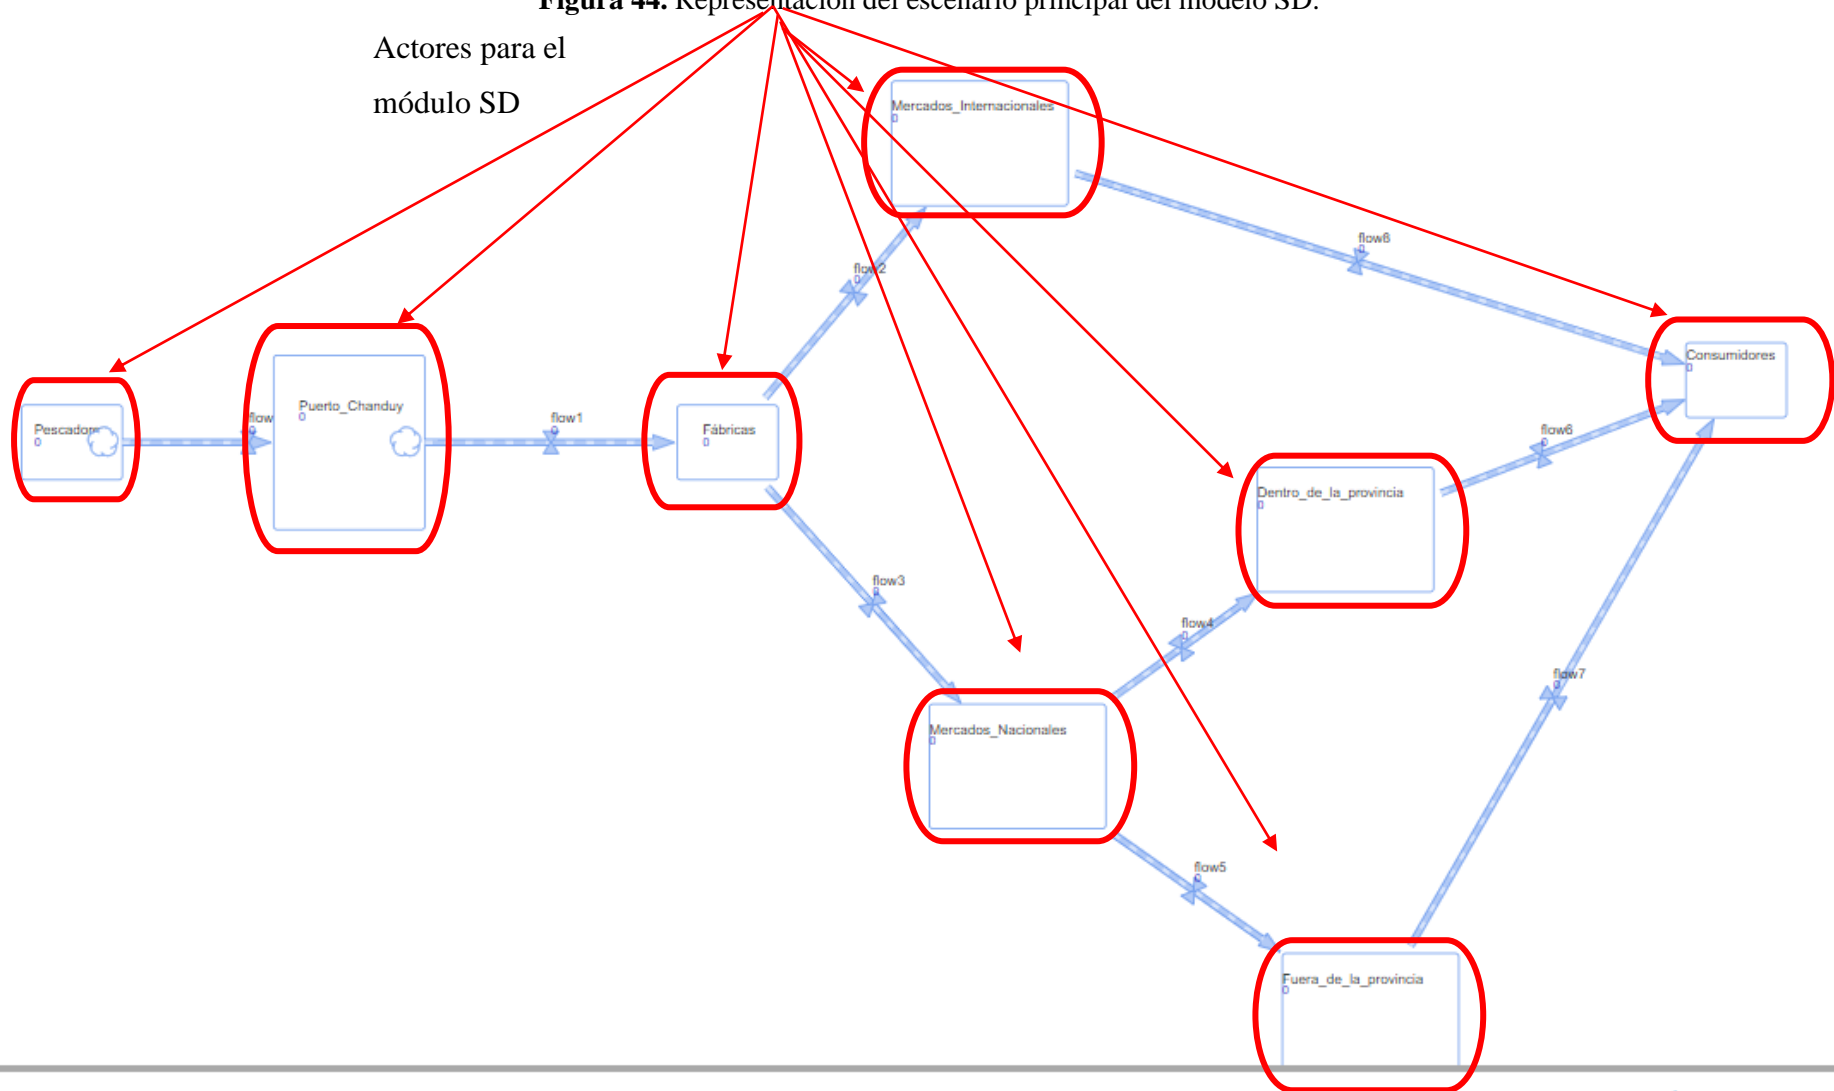 Figura 44. Representación del escenario principal del modelo SD.
Actores para el
módulo SD
Mercados_Internacionales
0
flow8
0
flow2
0
Consumidores
0
Puerto_Chanduy
0
flow
0
flow1
0
Pescadore
0
Fábricas
0
flow6
0
Dentro_de_la_provincia
0
flow3
0
flow4
0
flow7
0
Mercados_Nacionales
0
flow5
0
Fuera_de_la_provincia
0